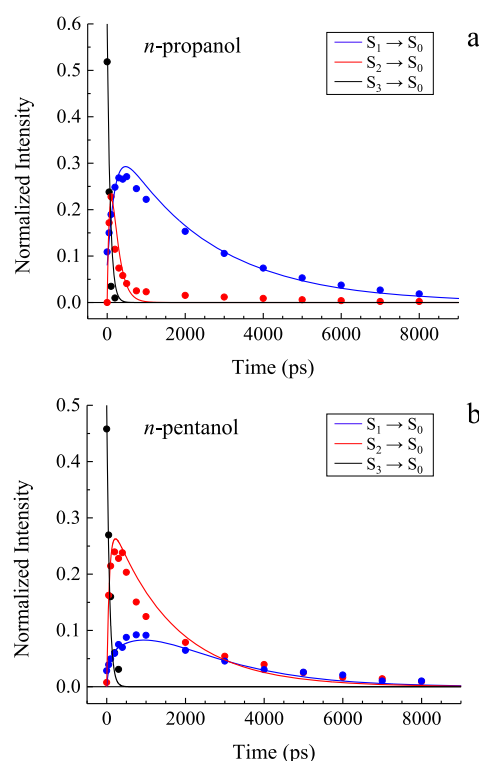 a
n-propanol
S₁ → S₀
S₂ → S₀
S₃ → S₀
Normalized Intensity
0.6
0.5
0.4
0.3
0.2
0.1
0.0
0 2000 4000 6000 8000
Time (ps)
b
n-pentanol
S₁ → S₀
S₂ → S₀
S₃ → S₀
Normalized Intensity
0.5
0.4
0.3
0.2
0.1
0.0
0 2000 4000 6000 8000
Time (ps)